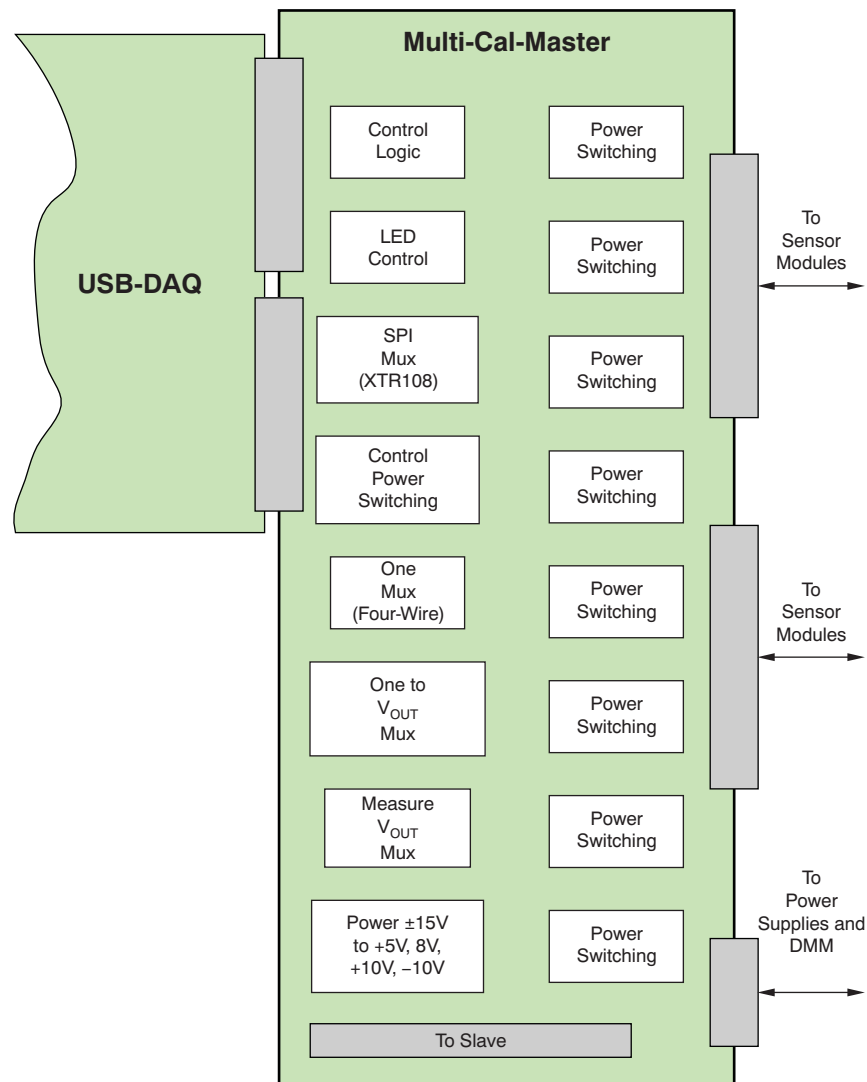 Multi-Cal-Master
USB-DAQ
Control
Logic
LED
Control
SPI
Mux
(XTR108)
Control
Power
Switching
One
Mux
(Four-Wire)
One to
VOUT
Mux
Measure
VOUT
Mux
Power ±15V
to +5V, 8V,
+10V, –10V
Power
Switching
Power
Switching
Power
Switching
Power
Switching
Power
Switching
Power
Switching
Power
Switching
Power
Switching
To Slave
To
Sensor
Modules
To
Sensor
Modules
To
Power
Supplies and
DMM